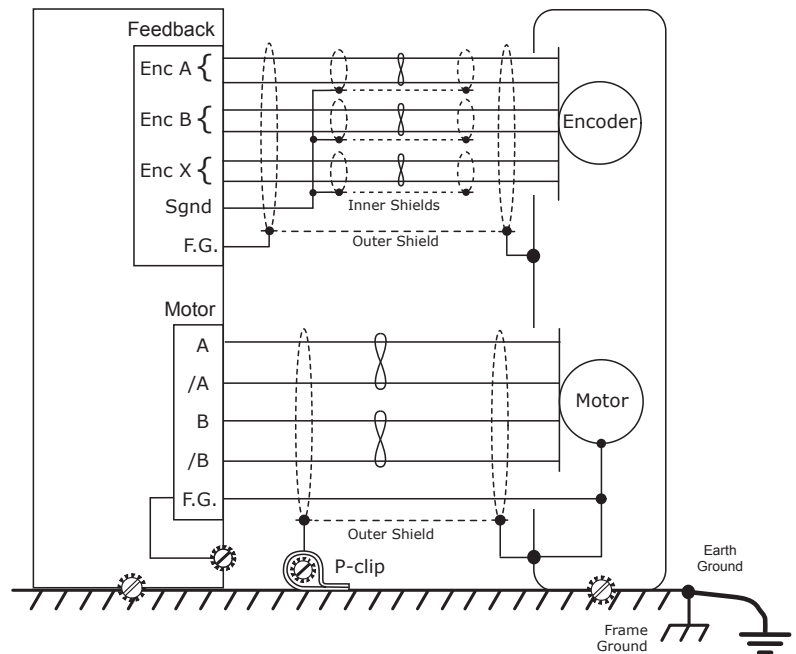 Feedback
Enc A {
Enc B {
Enc X {
Sgnd
F.G.
Inner Shields
Outer Shield
Encoder
Motor
A
/A
B
/B
F.G.
Motor
Outer Shield
P-clip
Earth
Ground
Frame
Ground